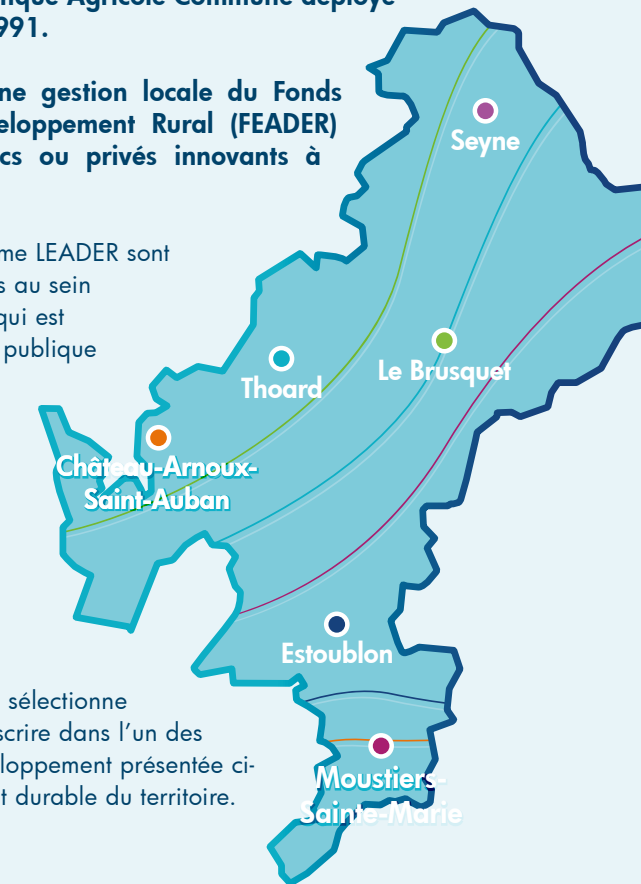 tique Agricole Commune déployé
991.
ne gestion locale du Fonds
eloppement Rural (FEADER)
cs ou privés innovants à
Seyne
me LEADER sont
s au sein
qui est
publique
Thoard
Le Brusquet
Château-Arnoux-
Saint-Auban
Estoublon
sélectionne
scrire dans l’un des
loppement présentée ci-
t durable du territoire.
Moustiers-
Sainte-Marie